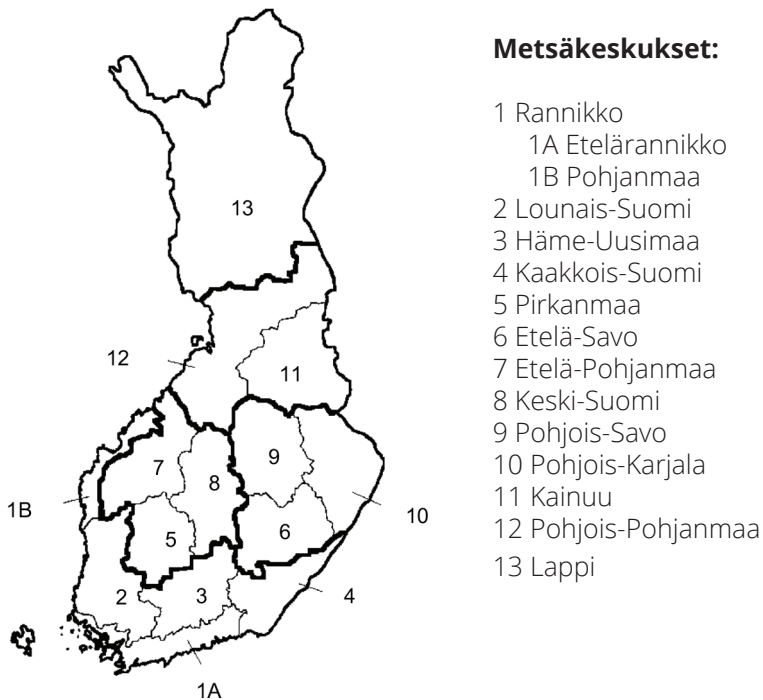 13
12
11
7
9
8
1B
10
5
6
2
3
4
1A
Metsäkeskukset:
1 Rannikko
1A Etelärannikko
1B Pohjanmaa
2 Lounais-Suomi
3 Häme-Uusimaa
4 Kaakkois-Suomi
5 Pirkanmaa
6 Etelä-Savo
7 Etelä-Pohjanmaa
8 Keski-Suomi
9 Pohjois-Savo
10 Pohjois-Karjala
11 Kainuu
12 Pohjois-Pohjanmaa
13 Lappi